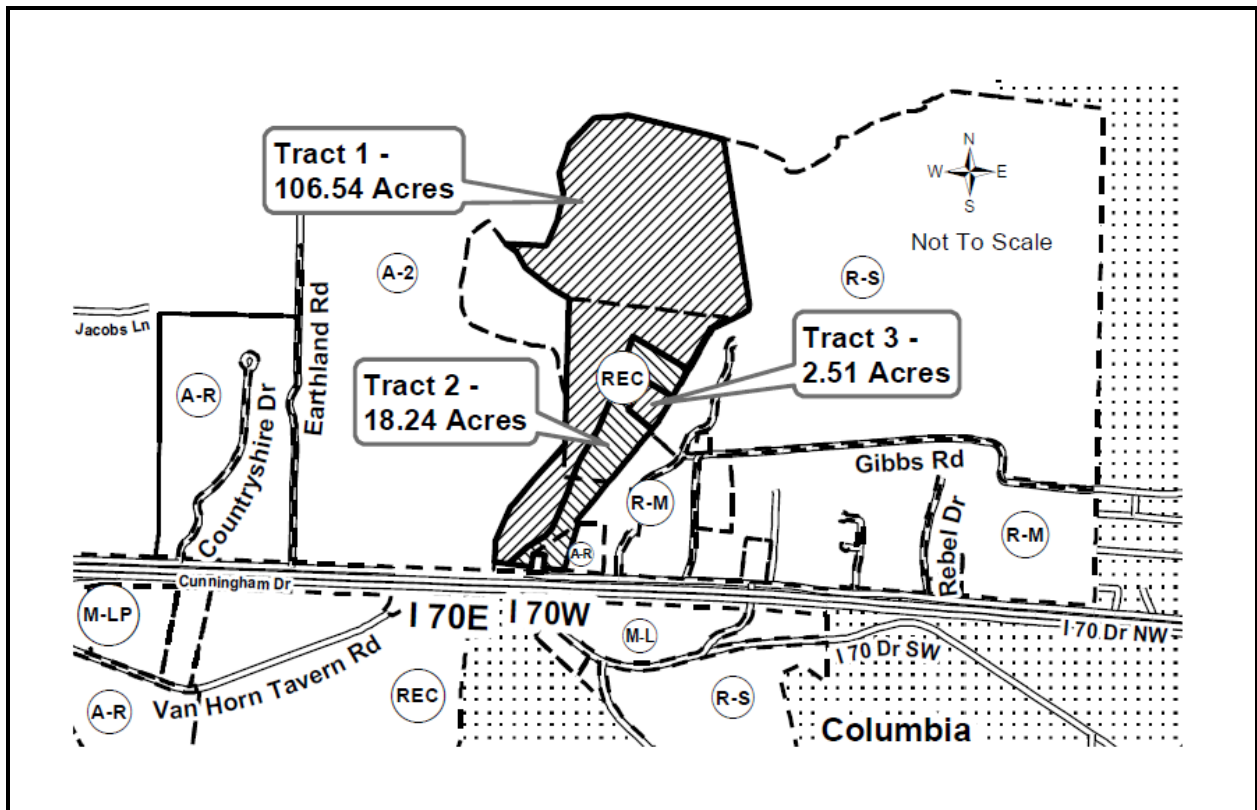 Tract 1 -
106.54 Acres
N
W
E
S
Not To Scale
A-2
R-S
Jacobs Ln
Earthland Rd
Tract 3 -
2.51 Acres
REC
Tract 2 -
18.24 Acres
A-R
Countryshire Dr
Gibbs Rd
R-M
Rebel Dr
R-M
A-R
Cunningham Dr
M-LP
I 70E
I 70W
I 70 Dr NW
M-L
I 70 Dr SW
Van Horn Tavern Rd
A-R
REC
R-S
Columbia